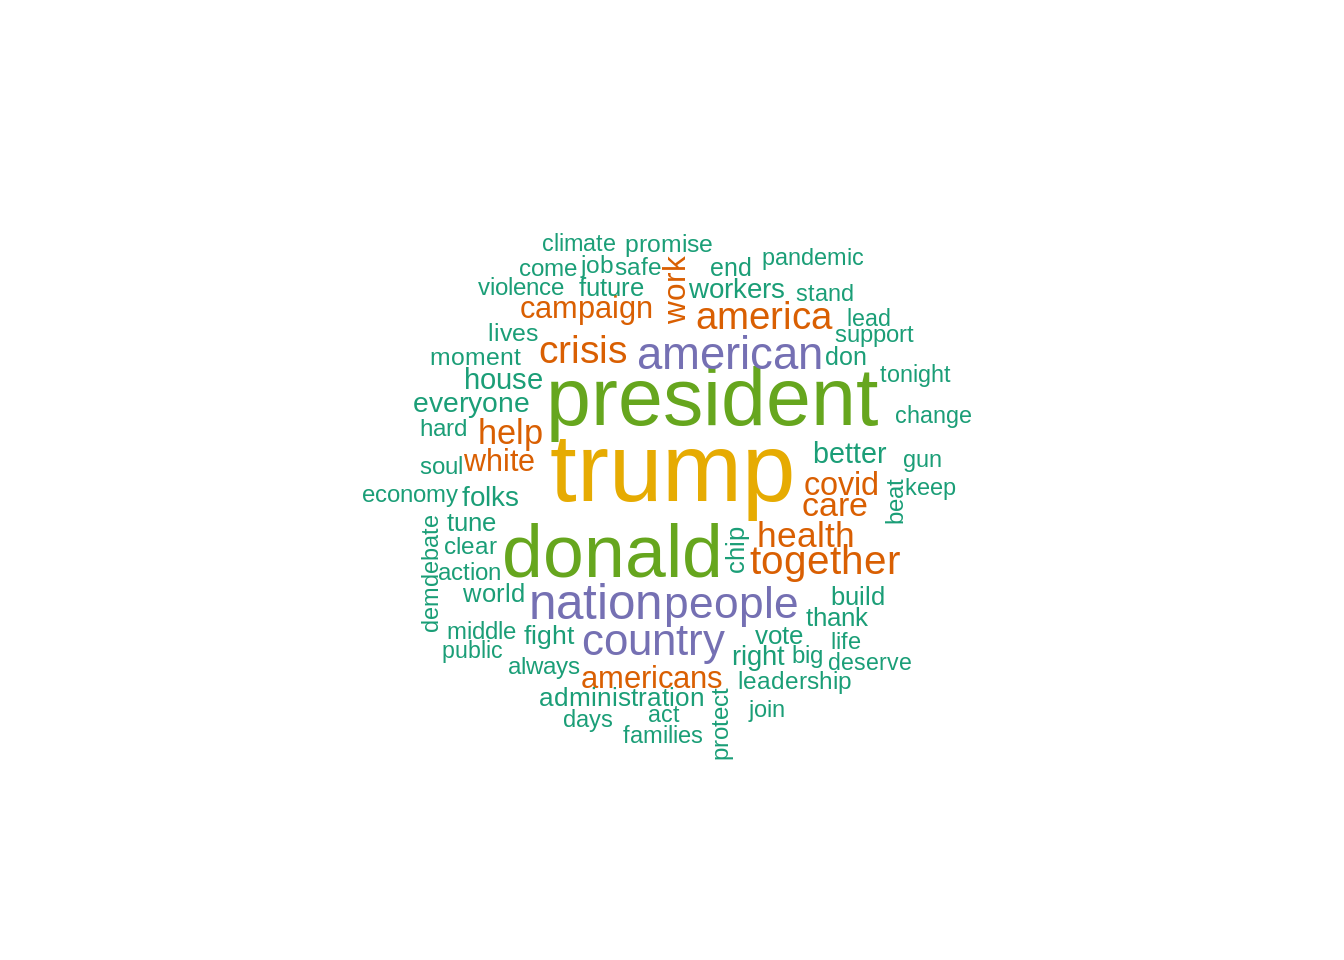 climate promise
come job safe work end pandemic
violence future workers stand
campaign america lead
lives crisis american don support
moment
house president tonight
everyone change
hard help trump better gun
soul white covid keep
economy folks care beat
tune donald chip health
demdebate clear together
action
world nation people build
thank
middle fight country vote life
public right big deserve
always americans leadership
administration
days act protect join
families